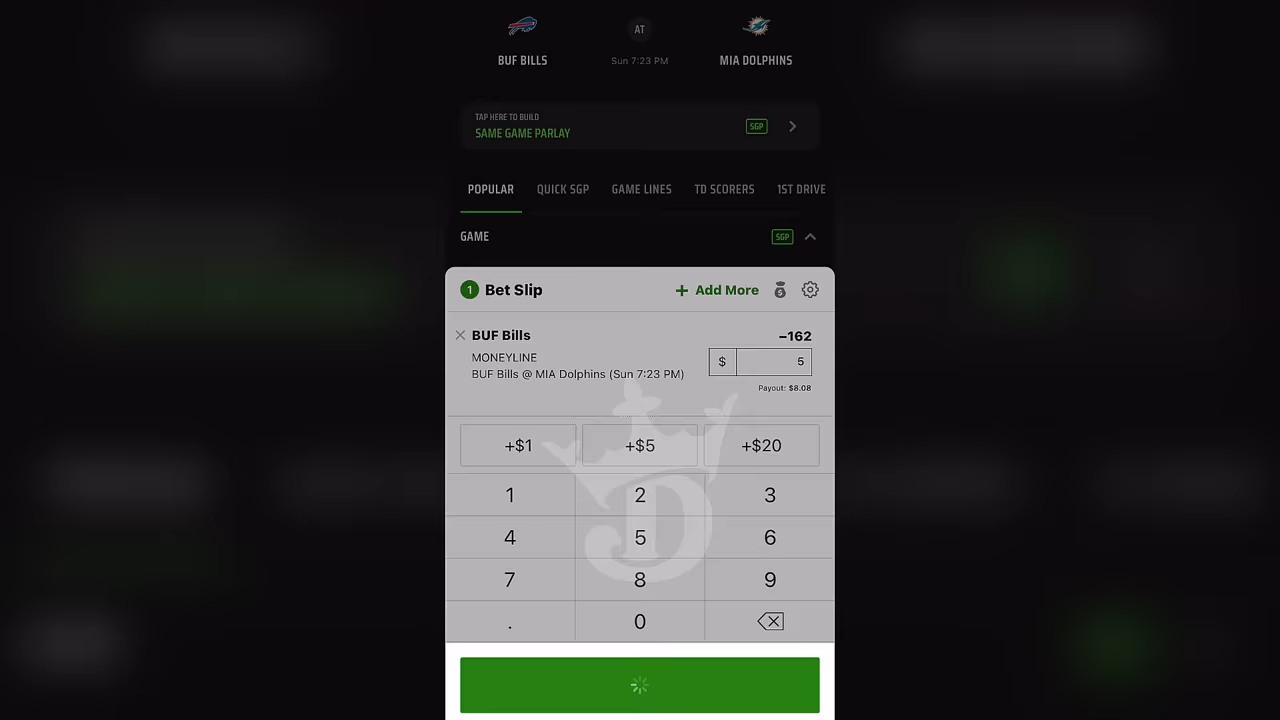 AT
BUF BILLS
Sun 7:23 PM
MIA DOLPHINS
TAP HERE TO BUILD
SAME GAME PARLAY
SGP
POPULAR
QUICK SGP
GAME LINES
TD SCORERS
1ST DRIVE
GAME
SGP
1 Bet Slip
+ Add More
BUF Bills
−162
MONEYLINE
$ 5
BUF Bills @ MIA Dolphins (Sun 7:23 PM)
Payout: $8.08
+$1
+$5
+$20
1
2
3
4
5
6
7
8
9
.
0